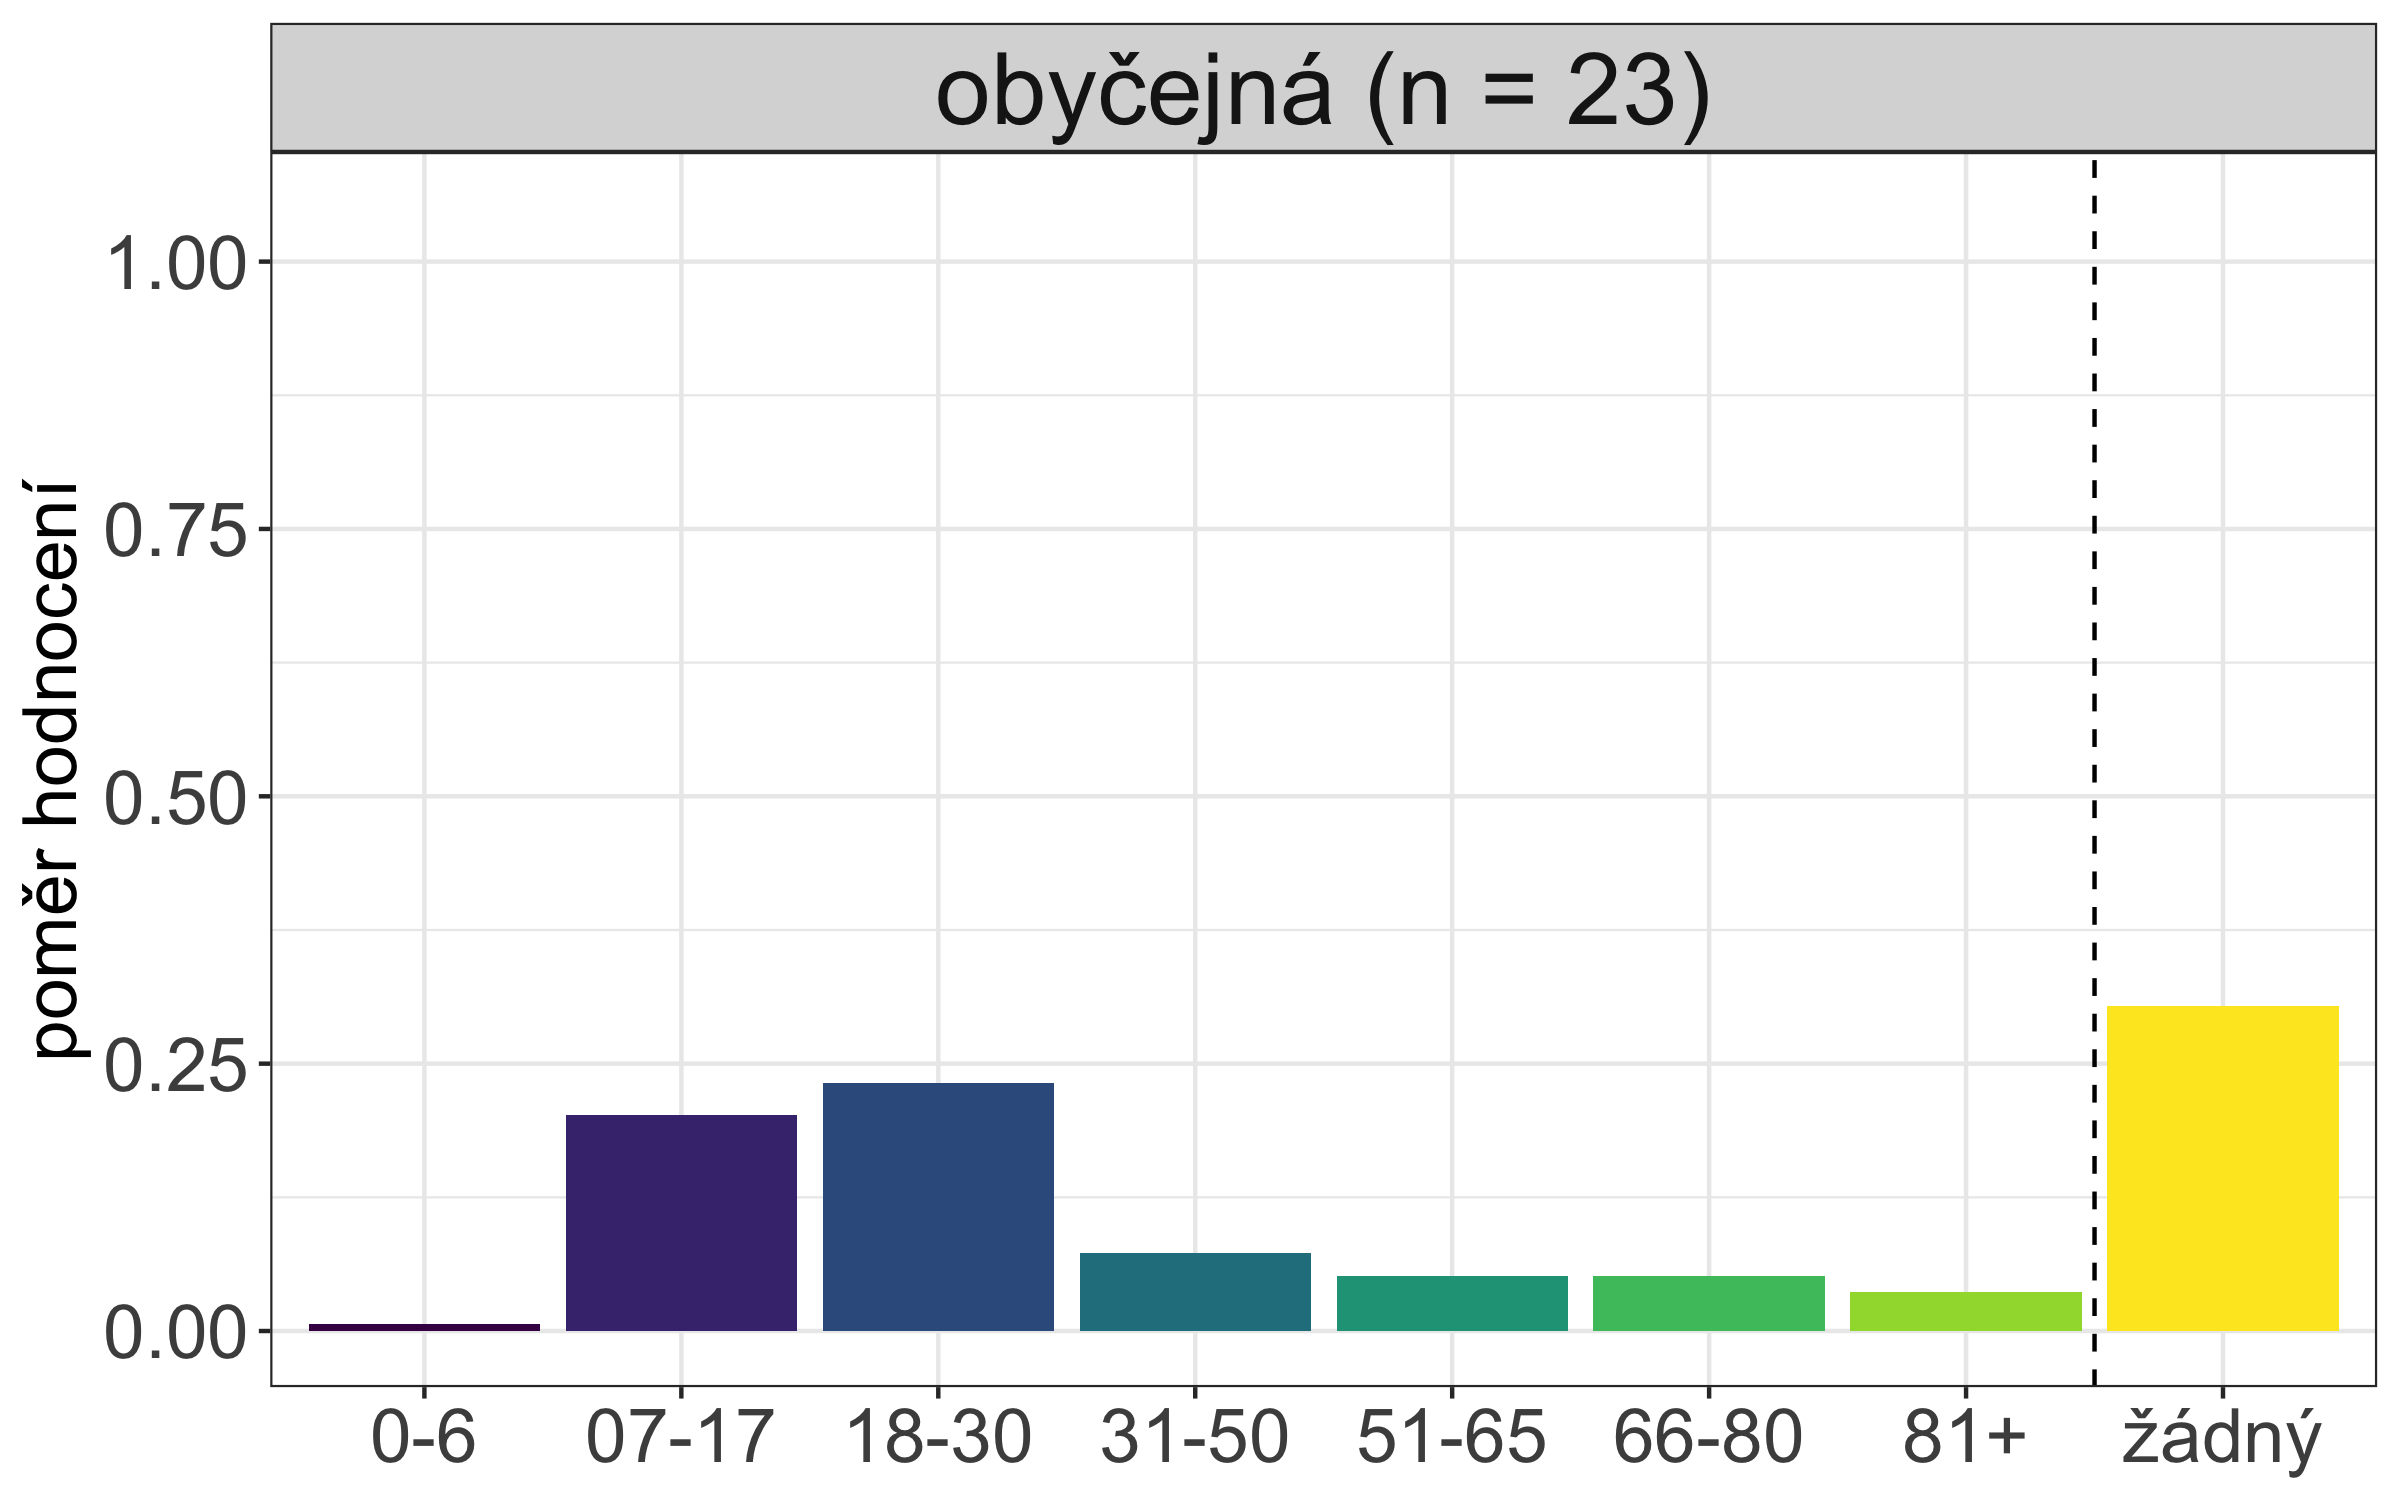 obyčejná (n = 23)
poměr hodnocení
1.00
0.75
0.50
0.25
0.00
0-6 07-17 18-30 31-50 51-65 66-80 81+ žádný